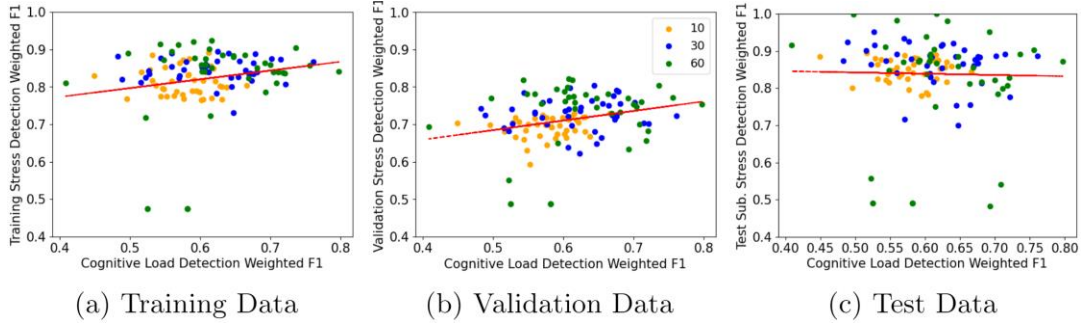 Training Stress Detection Weighted F1
1.0
0.9
0.8
0.7
0.6
0.5
0.4
0.4 0.5 0.6 0.7 0.8
Cognitive Load Detection Weighted F1
(a) Training Data
Validation Stress Detection Weighted F1
1.0
0.9
0.8
0.7
0.6
0.5
0.4
10
30
60
0.4 0.5 0.6 0.7 0.8
Cognitive Load Detection Weighted F1
(b) Validation Data
Test Sub. Stress Detection Weighted F1
1.0
0.9
0.8
0.7
0.6
0.5
0.4
0.40 0.45 0.50 0.55 0.60 0.65 0.70 0.75 0.80
Cognitive Load Detection Weighted F1
(c) Test Data